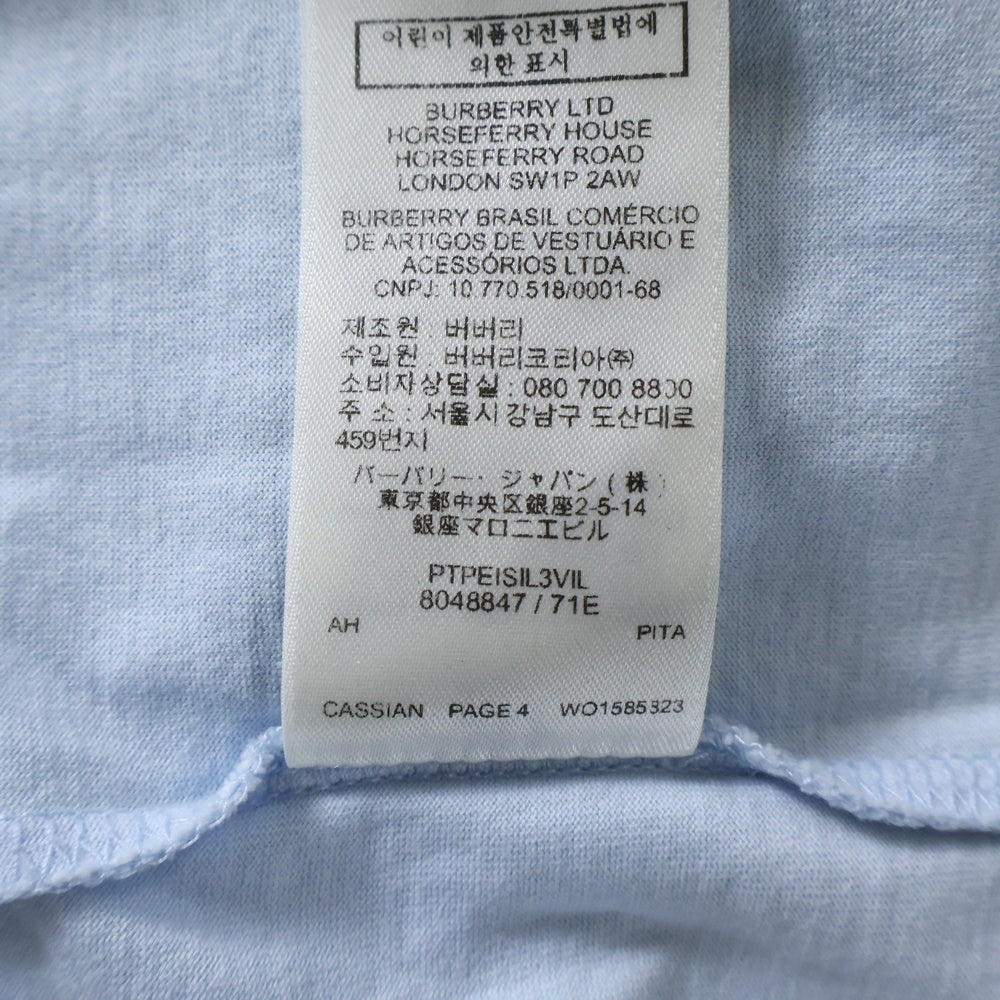 어린이 제품안전특별법에
의한 표시
BURBERRY LTD
HORSEFERRY HOUSE
HORSEFERRY ROAD
LONDON SW1P 2AW
BURBERRY BRASIL COMÉRCIO
DE ARTIGOS DE VESTUÁRIO E
ACESSÓRIOS LTDA.
CNPJ: 10.770.518/0001-68
제조원 : 버버리
수입원 : 버버리코리아㈜
소비자상담실 : 080 700 8800
주 소 : 서울시 강남구 도산대로
459번지
バーバリー・ジャパン(株)
東京都中央区銀座2-5-14
銀座マロニエビル
PTPEISIL3VIL
8048847 / 71E
AH PITA
CASSIAN PAGE 4 WO1585323